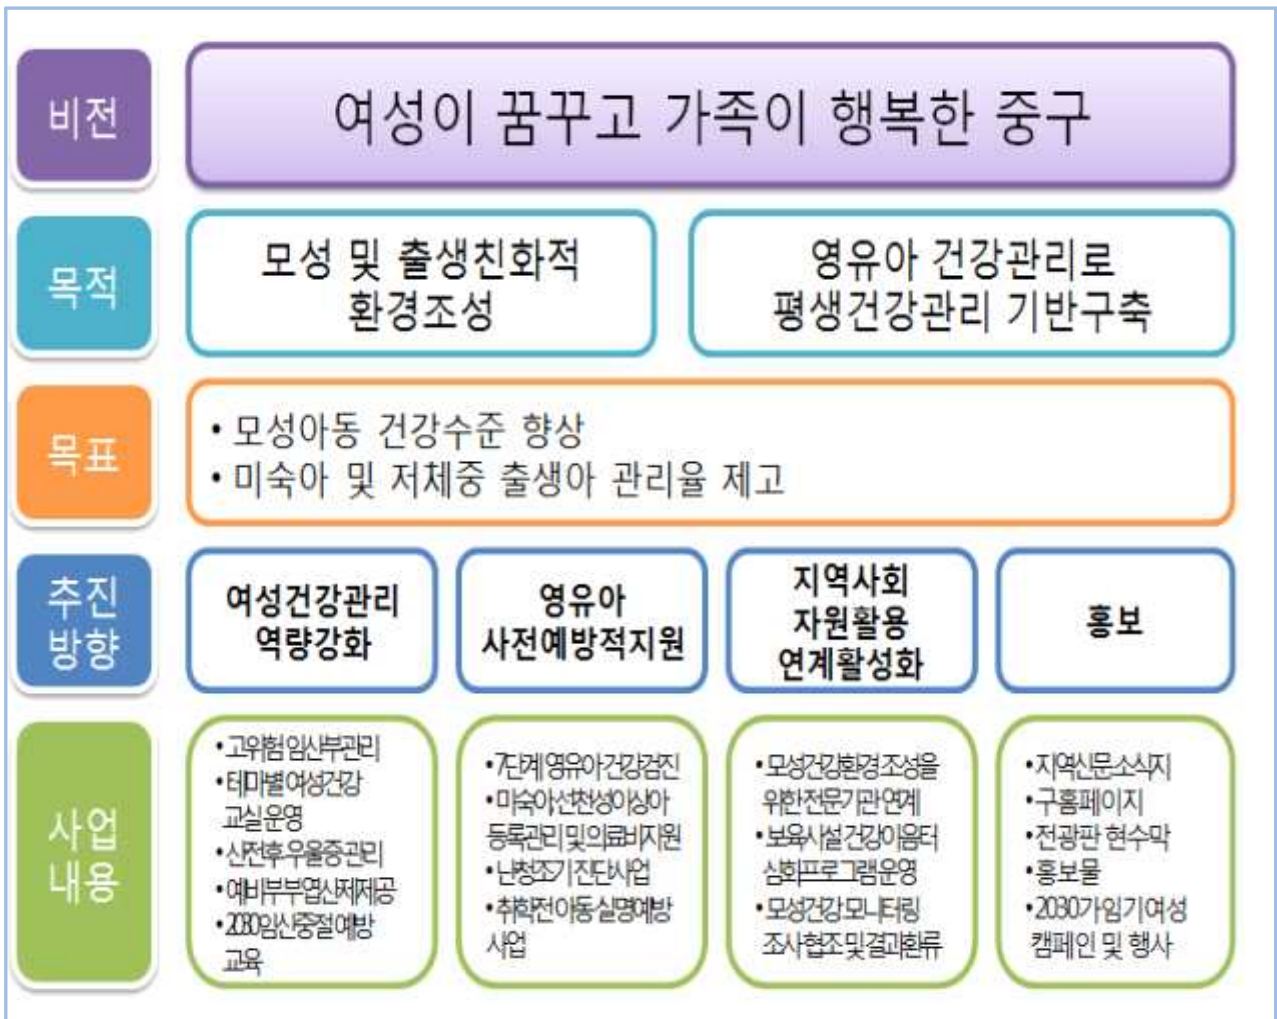 비전
여성이 꿈꾸고 가족이 행복한 중구
목적
모성 및 출생친화적
환경조성
영유아 건강관리로
평생건강관리 기반구축
목표
• 모성아동 건강수준 향상
• 미숙아 및 저체중 출생아 관리율 제고
추진
방향
여성건강관리
역량강화
영유아
사전예방적지원
지역사회
자원활용
연계활성화
홍보
사업
내용
• 고위험 임산부관리
• 테마별 여성건강
교실 운영
• 산전후 우울증 관리
• 예비부부엽산제제공
• 2030임산중절 예방
교육
• 7단계 영유아 건강검진
• 미숙아,선천성이상아
등록관리 및 의료비지원
• 난청조기 진단사업
• 취학전 아동 실명예방
사업
• 모성건강환경 조성을
위한 전문기관 연계
• 보육시설 건강이음터
심화프로그램 운영
• 모성건강 모니터링
조사 협조 및 결과환류
• 지역신문소식지
• 구홈페이지
• 전광판 현수막
• 홍보물
• 2030가임기여성
캠페인 및 행사